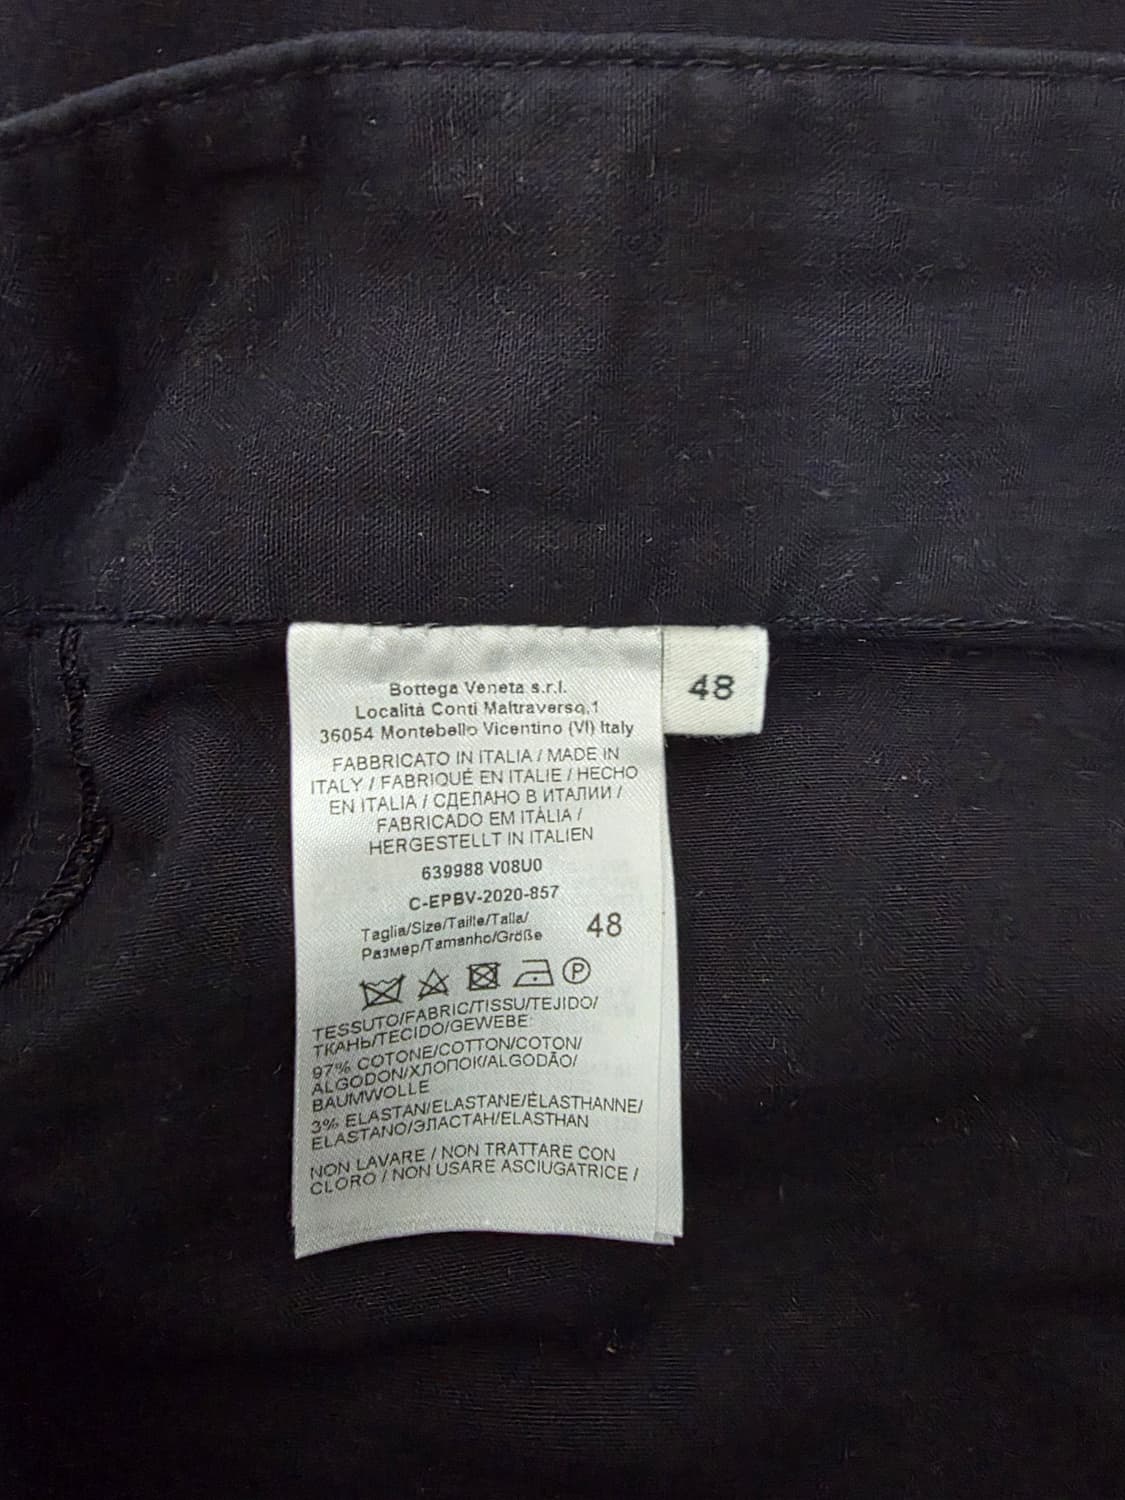 Bottega Veneta s.r.l.
Località Conti Maltraverso,1
36054 Montebello Vicentino (VI) Italy
48
FABBRICATO IN ITALIA / MADE IN
ITALY / FABRIQUÉ EN ITALIE / HECHO
EN ITALIA / СДЕЛАНО В ИТАЛИИ /
FABRICADO EM ITÁLIA /
HERGESTELLT IN ITALIEN
639988 V08U0
C-EPBV-2020-857
Taglia/Size/Taille/Talla/
Размер/Tamanho/Größe 48
P
TESSUTO/FABRIC/TISSU/TEJIDO/
ТКАНЬ/TECIDO/GEWEBE:
97% COTONE/COTTON/COTON/
ALGODON/ХЛОПОК/ALGODÃO/
BAUMWOLLE
3% ELASTAN/ELASTANE/ÉLASTHANNE/
ELASTANO/ЭЛАСТАН/ELASTHAN
NON LAVARE / NON TRATTARE CON
CLORO / NON USARE ASCIUGATRICE /